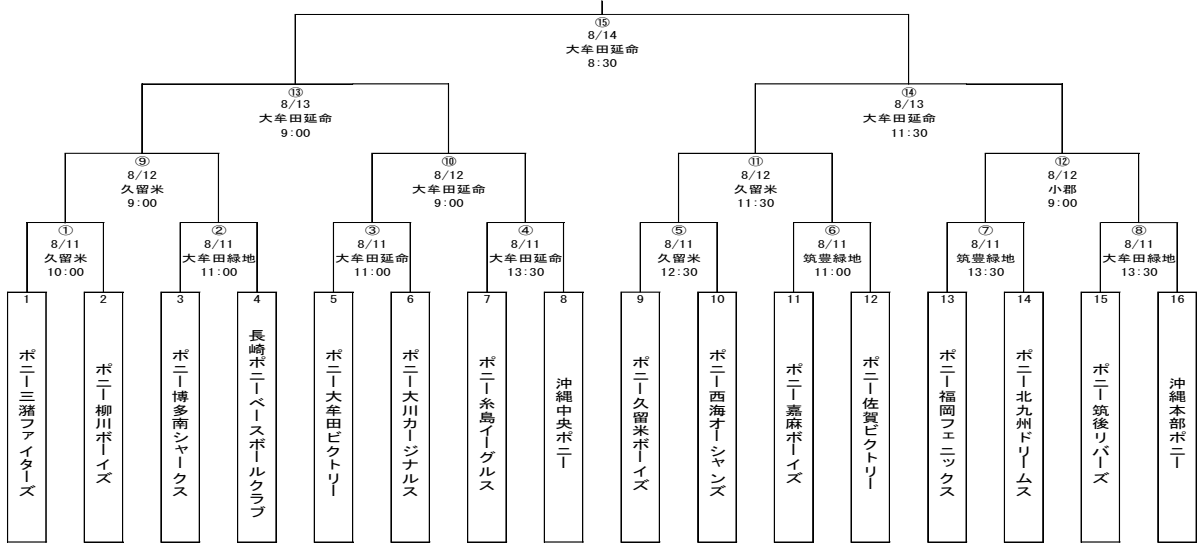 ⑮
8/14
大牟田延命
8:30
⑬
8/13
大牟田延命
9:00
⑭
8/13
大牟田延命
11:30
⑨
8/12
久留米
9:00
⑩
8/12
大牟田延命
9:00
⑪
8/12
久留米
11:30
⑫
8/12
小郡
9:00
①
8/11
久留米
10:00
②
8/11
大牟田緑地
11:00
③
8/11
大牟田延命
11:00
④
8/11
大牟田延命
13:30
⑤
8/11
久留米
12:30
⑥
8/11
筑豊緑地
11:00
⑦
8/11
筑豊緑地
13:30
⑧
8/11
大牟田緑地
13:30
1
ポニー三潴ファイターズ
2
ポニー柳川ボーイズ
3
ポニー博多南シャークス
4
長崎ポニーベースボールクラブ
5
ポニー大牟田ビクトリー
6
ポニー大川カージナルス
7
ポニー糸島イーグルス
8
沖縄中央ポニー
9
ポニー久留米ボーイズ
10
ポニー西海オーシャンズ
11
ポニー嘉麻ボーイズ
12
ポニー佐賀ビクトリー
13
ポニー福岡フェニックス
14
ポニー北九州ドリームス
15
ポニー筑後リバーズ
16
沖縄本部ポニー